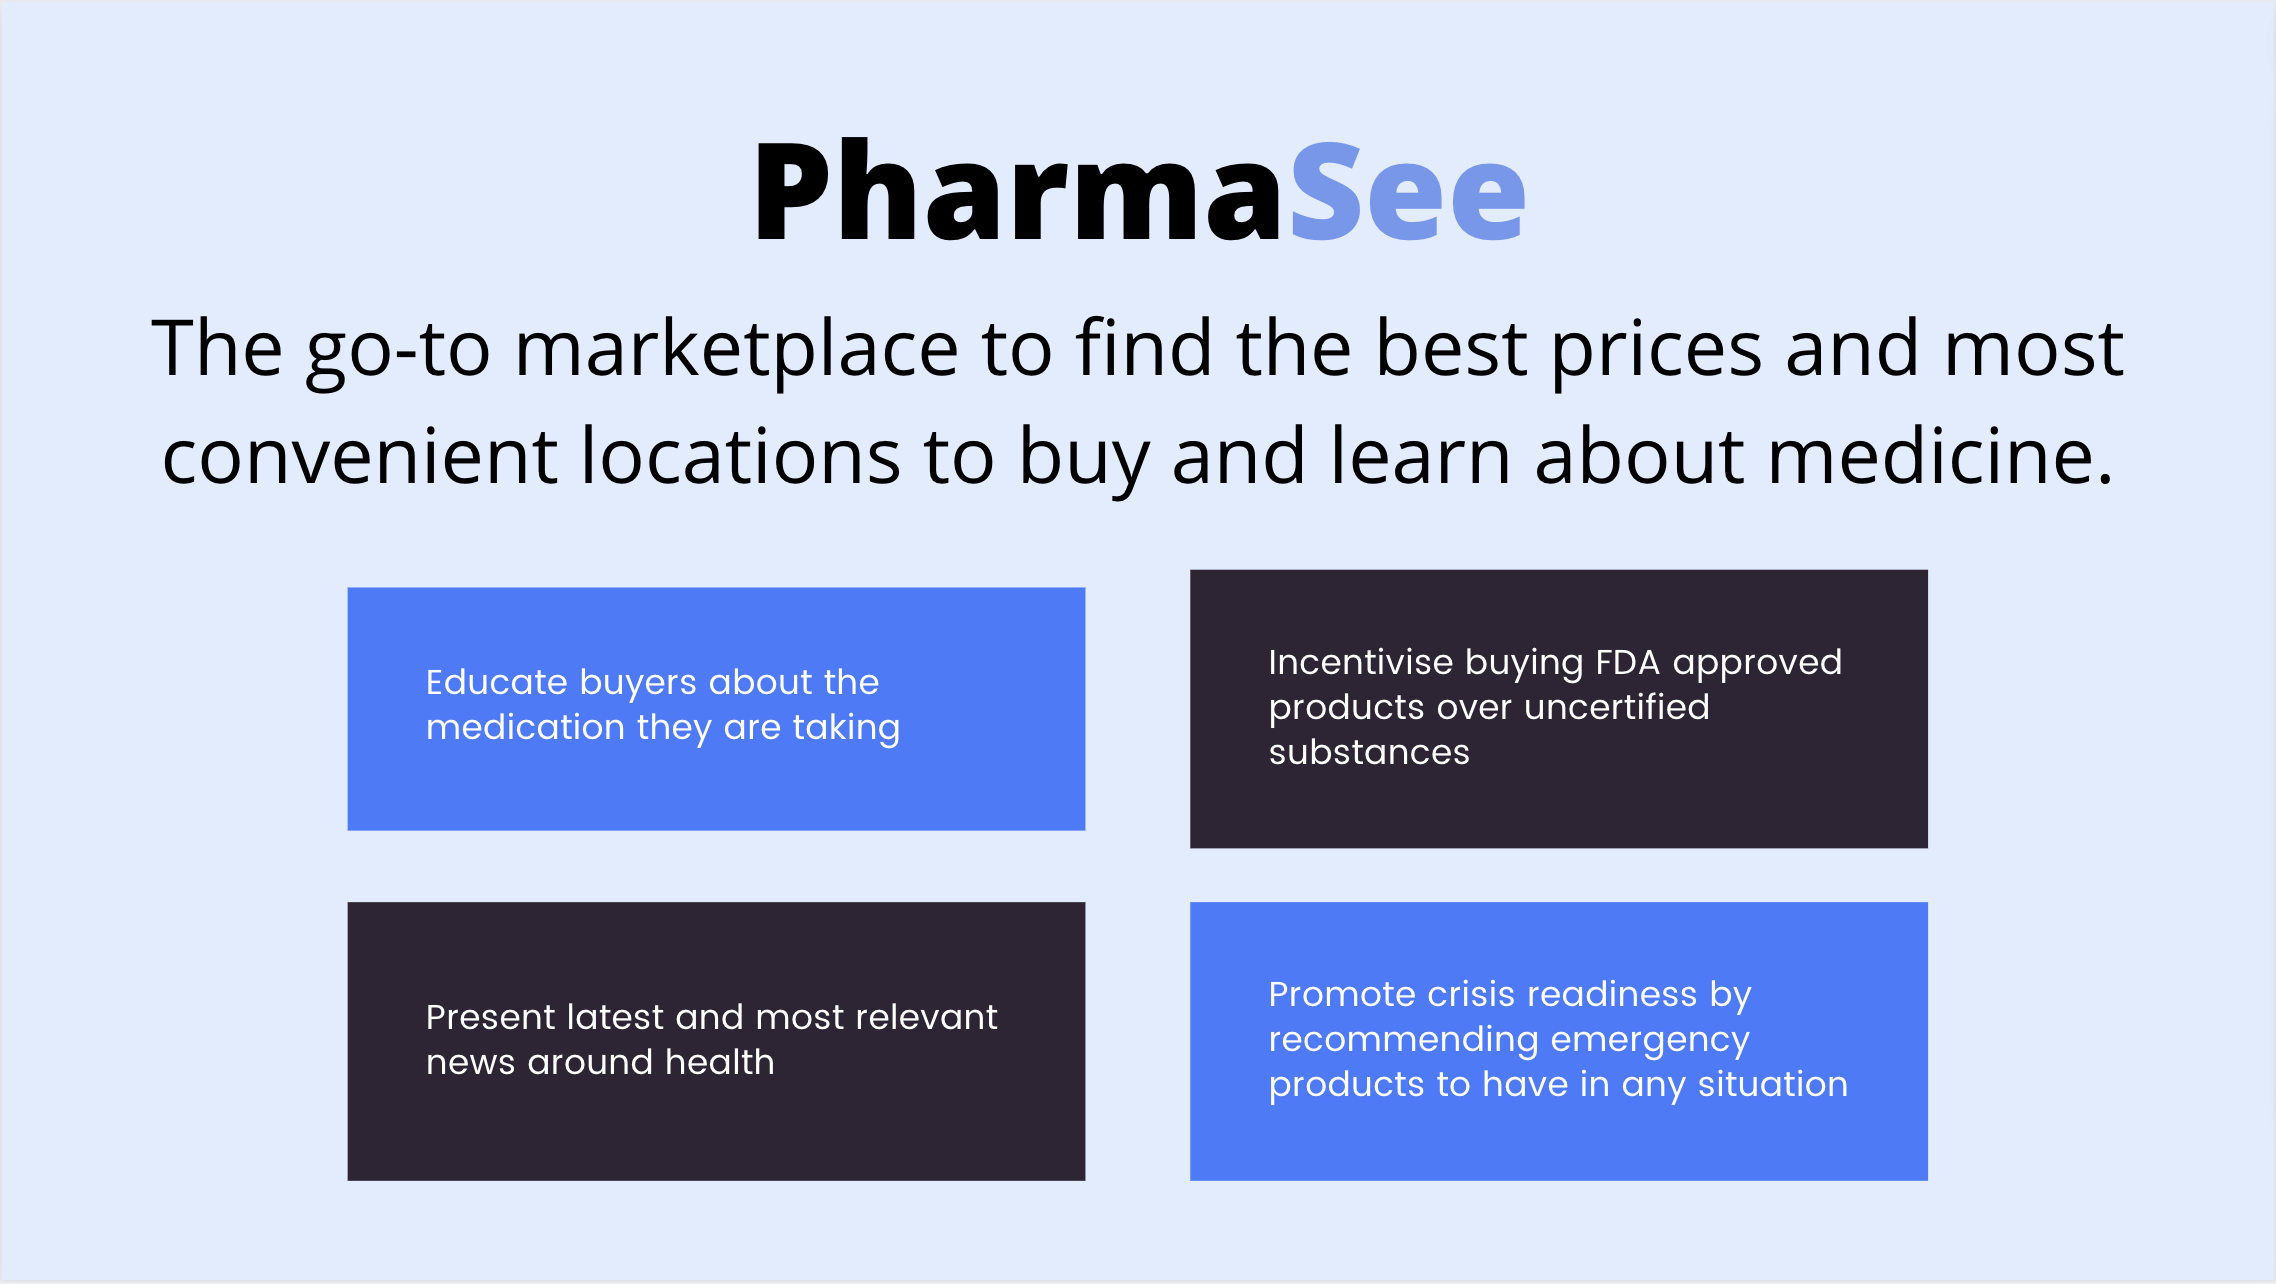 PharmaSee
The go-to marketplace to find the best prices and most
convenient locations to buy and learn about medicine.
Educate buyers about the
medication they are taking
Incentivise buying FDA approved
products over uncertified
substances
Present latest and most relevant
news around health
Promote crisis readiness by
recommending emergency
products to have in any situation